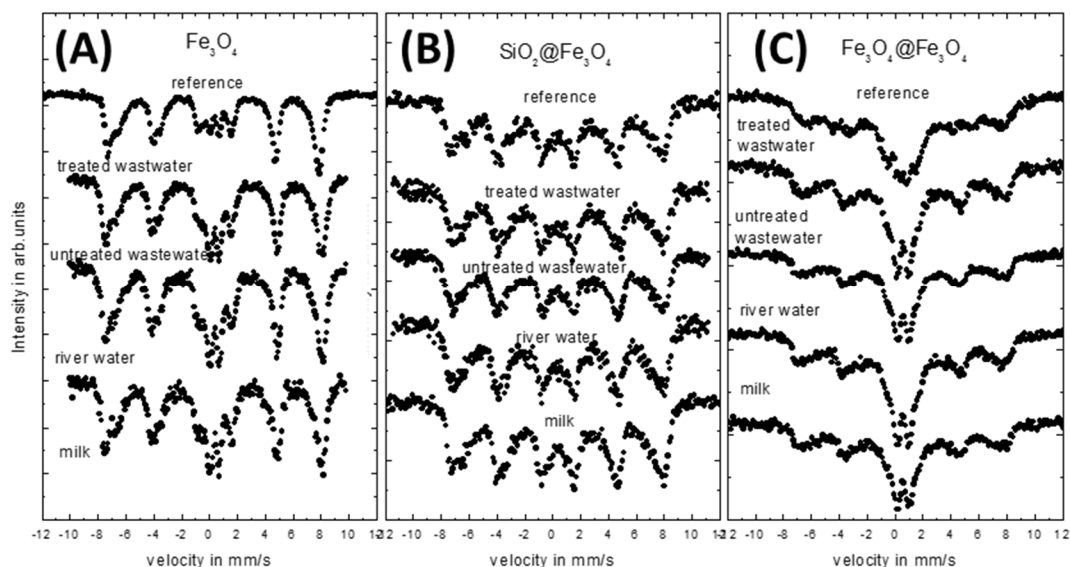 (A)
Fe3O4
reference
treated wastwater
untreated wastewater
river water
milk
Intensity in arb.units
-12 -10 -8 -6 -4 -2 0 2 4 6 8 10 12
velocity in mm/s
(B)
SiO2@Fe3O4
reference
treated wastwater
untreated wastewater
river water
milk
-12 -10 -8 -6 -4 -2 0 2 4 6 8 10 12
velocity in mm/s
(C)
Fe3O4@Fe3O4
reference
treated
wastwater
untreated
wastewater
river water
milk
-12 -10 -8 -6 -4 -2 0 2 4 6 8 10 12
velocity in mm/s